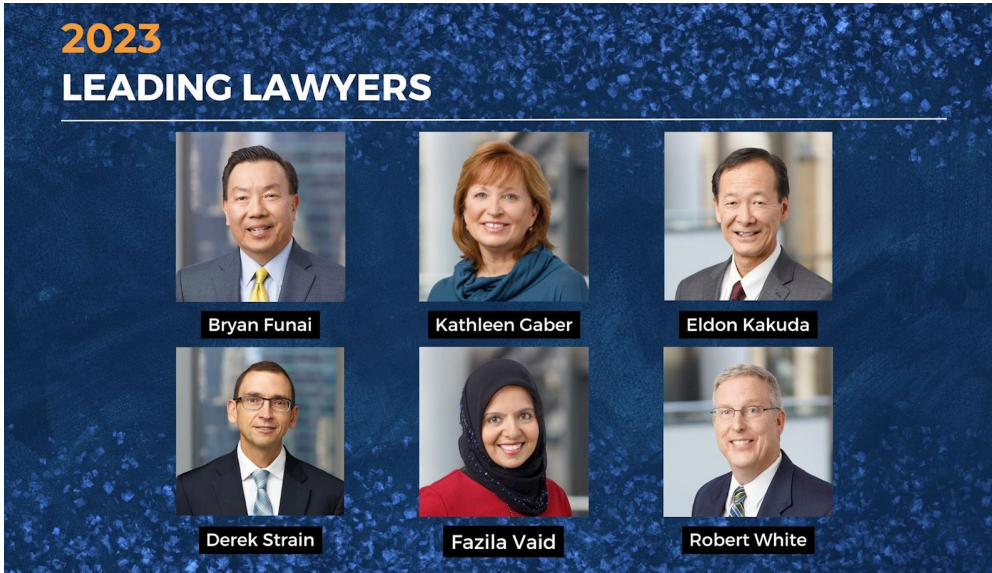 2023
LEADING LAWYERS
Bryan Funai
Kathleen Gaber
Eldon Kakuda
Derek Strain
Fazila Vaid
Robert White